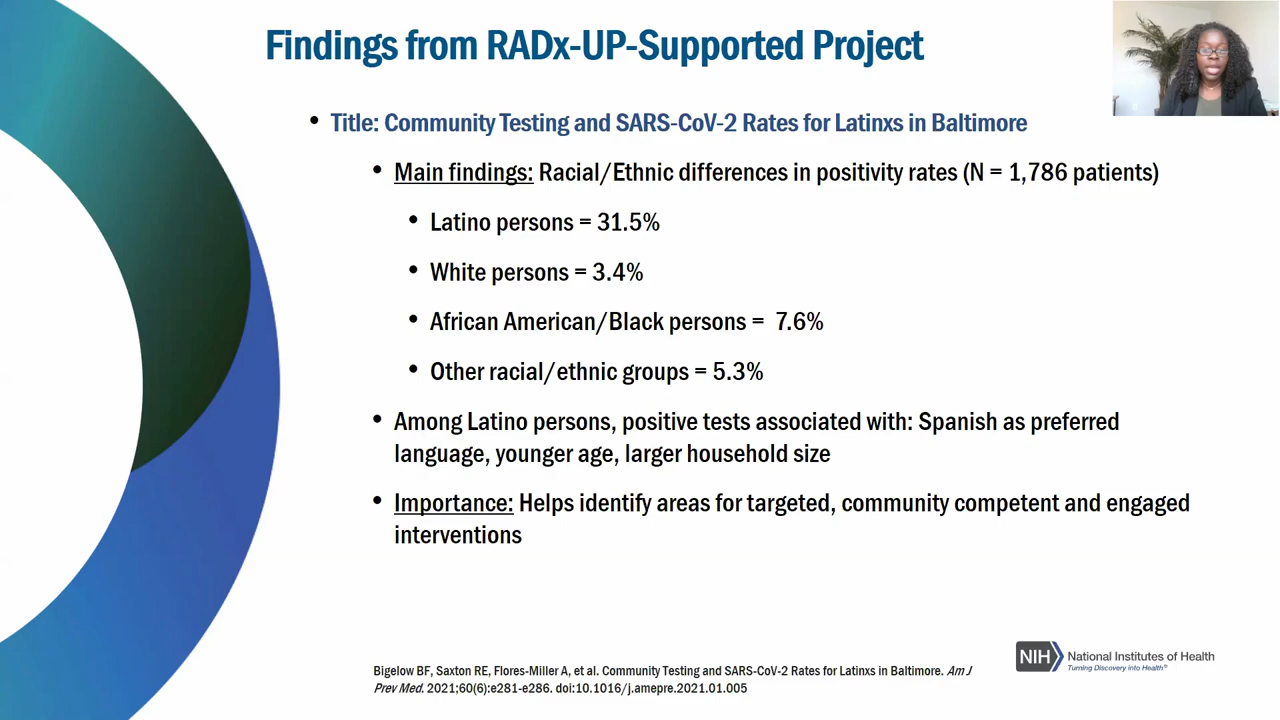 Findings from RADx-UP-Supported Project
• Title: Community Testing and SARS-CoV-2 Rates for Latinxs in Baltimore
• Main findings: Racial/Ethnic differences in positivity rates (N = 1,786 patients)
• Latino persons = 31.5%
• White persons = 3.4%
• African American/Black persons = 7.6%
• Other racial/ethnic groups = 5.3%
• Among Latino persons, positive tests associated with: Spanish as preferred
language, younger age, larger household size
• Importance: Helps identify areas for targeted, community competent and engaged
interventions
Bigelow BF, Saxton RE, Flores-Miller A, et al. Community Testing and SARS-CoV-2 Rates for Latinxs in Baltimore. Am J
Prev Med. 2021;60(6):e281-e286. doi:10.1016/j.amepre.2021.01.005
NIH National Institutes of Health
Turning Discovery Into Health®